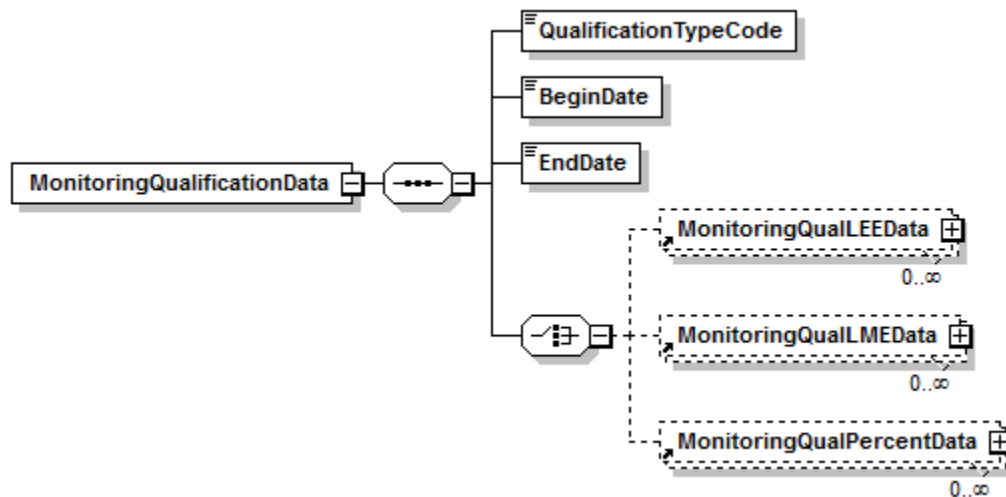 QualificationTypeCode
BeginDate
EndDate
MonitoringQualificationData
MonitoringQualLEEData
0..∞
MonitoringQualLMEData
0..∞
MonitoringQualPercentData
0..∞